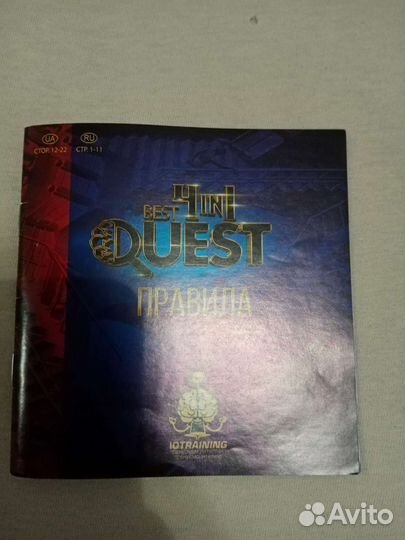 UA RU
СТОР. 12-22 СТР. 1-11
BEST 4 IN 1
QUEST
ПРАВИЛА
IQTRAINING
Avito